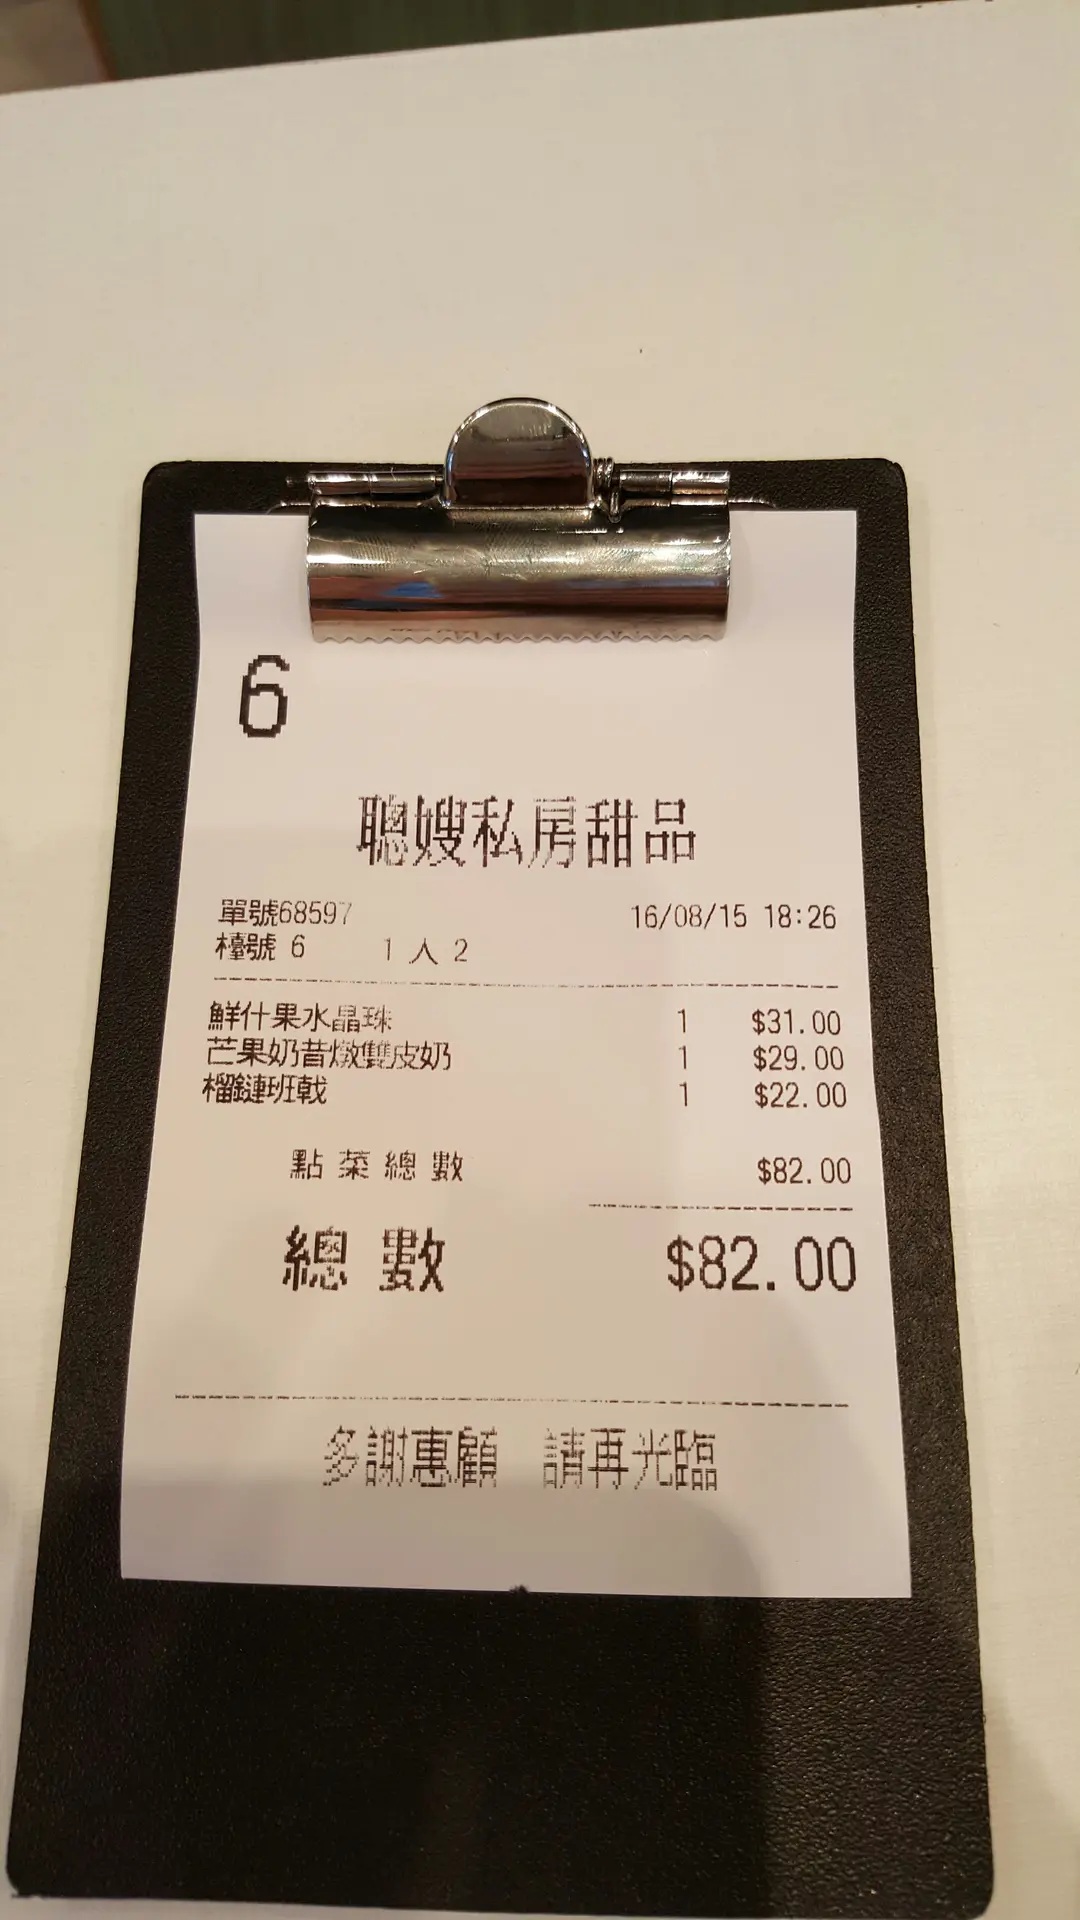 6
聰嫂私房甜品
單號68597 16/08/15 18:26
檯號 6 1 人 2
鮮什果水晶珠 1 $31.00
芒果奶昔燉雙皮奶 1 $29.00
榴鏈班戟 1 $22.00
點菜總數 $82.00
總數 $82.00
多謝惠顧 請再光臨